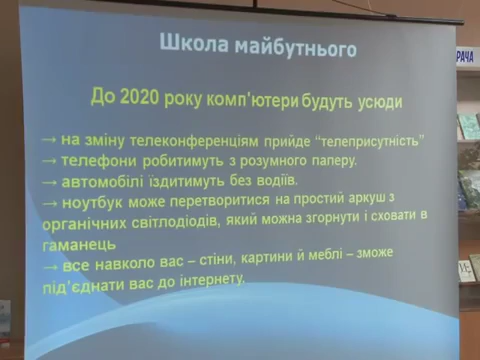 Школа майбутнього
До 2020 року комп'ютери будуть усюди
→ на зміну телеконференціям прийде “телеприсутність”
→ телефони робитимуть з розумного паперу.
→ автомобілі їздитимуть без водіїв.
→ ноутбук може перетворитися на простий аркуш з
органічних світлодіодів, який можна згорнути і сховати в
гаманець
→ все навколо вас – стіни, картини й меблі – зможе
під’єднати вас до інтернету.
РАЧА